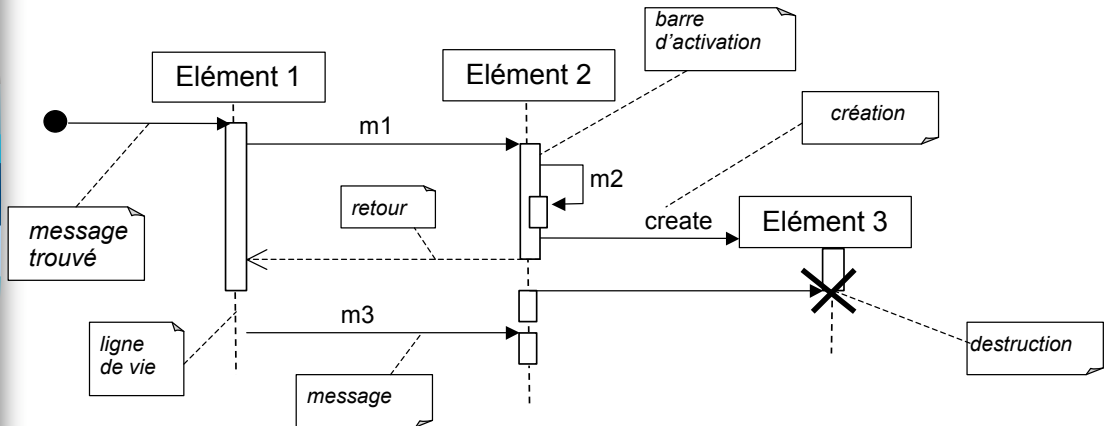 barre
d'activation
Elément 1
Elément 2
création
m1
m2
retour
message
trouvé
create
Elément 3
m3
ligne
de vie
destruction
message